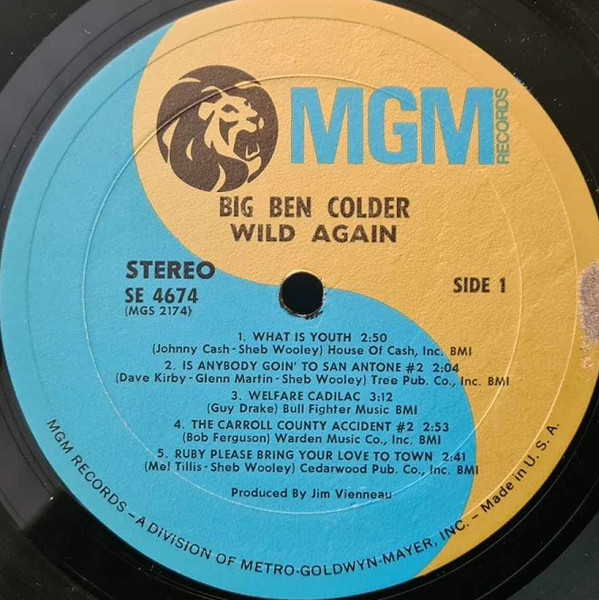 MGM
RECORDS
BIG BEN COLDER
WILD AGAIN
STEREO
SE 4674
(MGS 2174)
SIDE 1
1. WHAT IS YOUTH 2:50
(Johnny Cash-Sheb Wooley) House Of Cash, Inc. BMI
2. IS ANYBODY GOIN' TO SAN ANTONE #2 2:04
(Dave Kirby-Glenn Martin-Sheb Wooley) Tree Pub. Co., Inc. BMI
3. WELFARE CADILAC 3:12
(Guy Drake) Bull Fighter Music BMI
4. THE CARROLL COUNTY ACCIDENT #2 2:53
(Bob Ferguson) Warden Music Co., Inc. BMI
5. RUBY PLEASE BRING YOUR LOVE TO TOWN 2:41
(Mel Tillis-Sheb Wooley) Cedarwood Pub. Co., Inc. BMI
Produced By Jim Vienneau
MGM RECORDS – A DIVISION OF METRO-GOLDWYN-MAYER, INC. – Made in U.S.A.